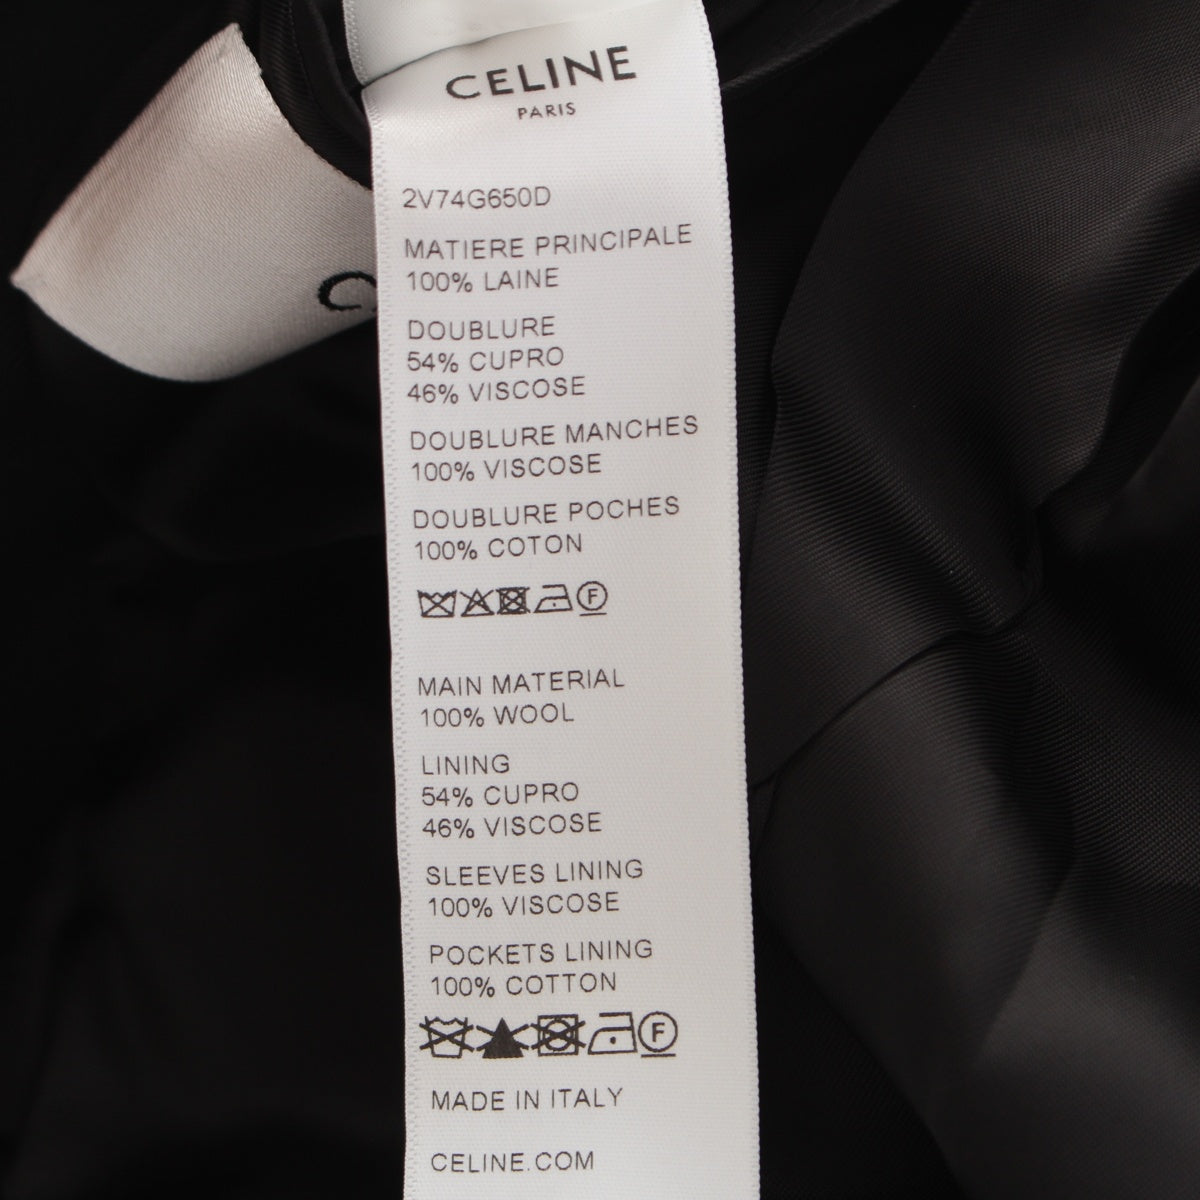 CELINE
PARIS
2V74G650D
MATIERE PRINCIPALE
100% LAINE
DOUBLURE
54% CUPRO
46% VISCOSE
DOUBLURE MANCHES
100% VISCOSE
DOUBLURE POCHES
100% COTON
F
MAIN MATERIAL
100% WOOL
LINING
54% CUPRO
46% VISCOSE
SLEEVES LINING
100% VISCOSE
POCKETS LINING
100% COTTON
F
MADE IN ITALY
CELINE.COM